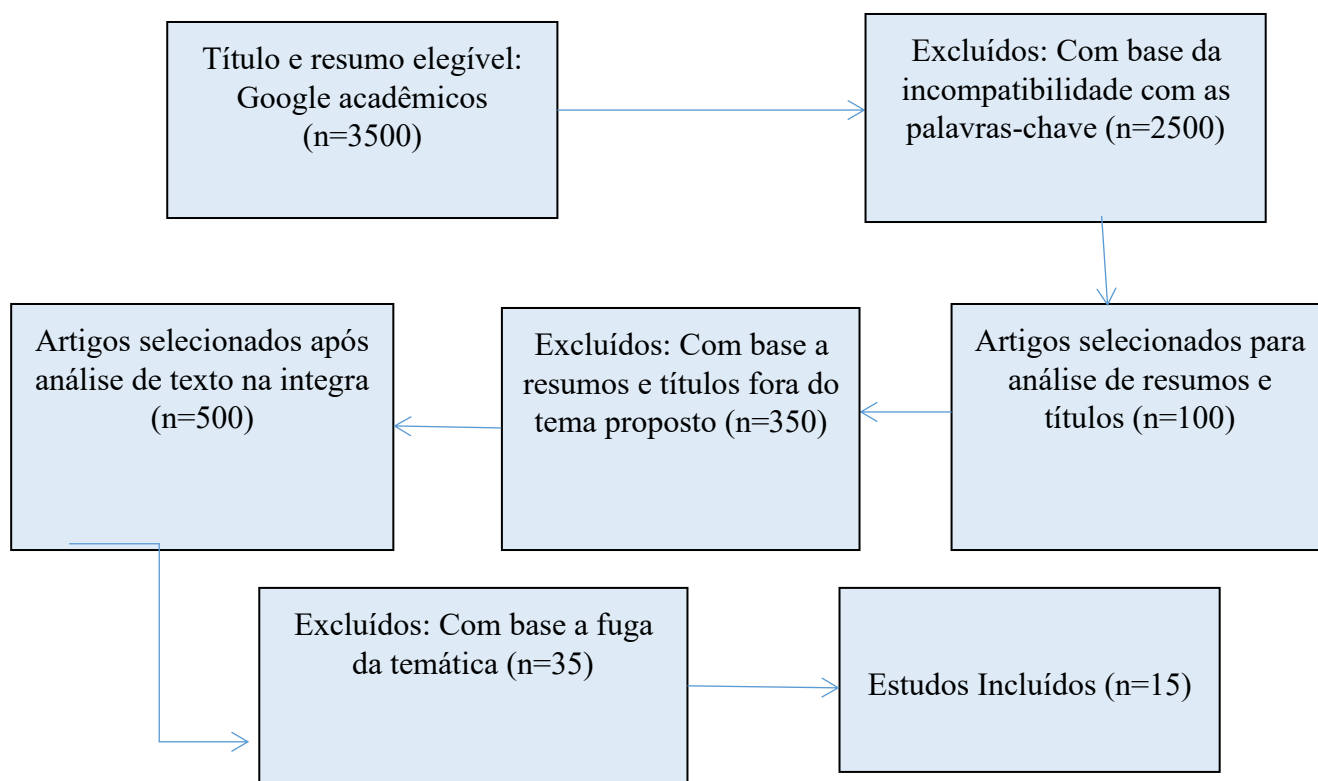 Título e resumo elegível:
Google acadêmicos
(n=3500)
Excluídos: Com base da
incompatibilidade com as
palavras-chave (n=2500)
Artigos selecionados para
análise de resumos e
títulos (n=100)
Excluídos: Com base a
resumos e títulos fora do
tema proposto (n=350)
Artigos selecionados após
análise de texto na integra
(n=500)
Excluídos: Com base a fuga
da temática (n=35)
Estudos Incluídos (n=15)